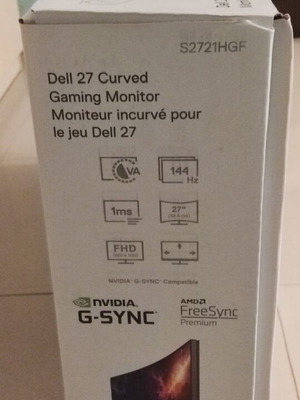 S2721HGF
Dell 27 Curved
Gaming Monitor
Moniteur incurvé pour
le jeu Dell 27
VA
144
Hz
1ms
27"
FHD
NVIDIA® G-SYNC® Compatible
NVIDIA.
G-SYNC
AMD
FreeSync
Premium